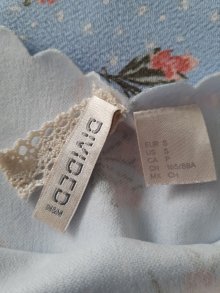 DIVIDED
H&M
EUR S
US S
CA P
CN 165/88A
MX CH